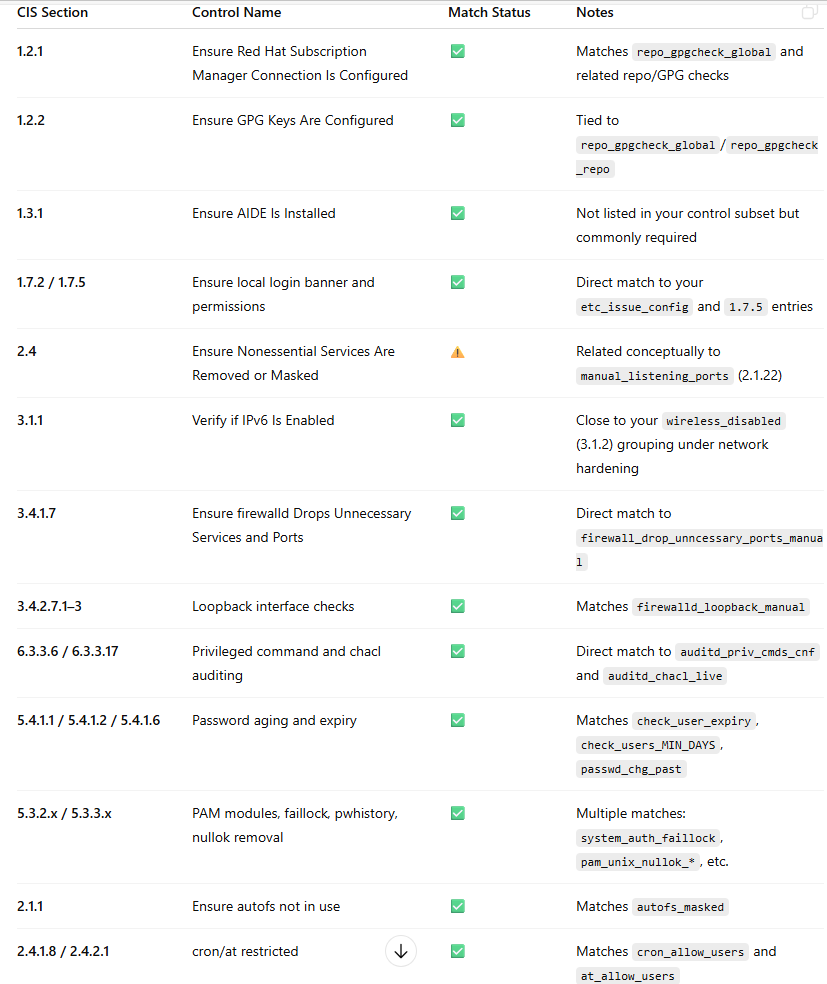 CIS Section Control Name Match Status Notes
1.2.1 Ensure Red Hat Subscription Matches repo_gpgcheck_global and
Manager Connection Is Configured related repo/GPG checks
1.2.2 Ensure GPG Keys Are Configured Tied to
repo_gpgcheck_global / repo_gpgcheck
_repo
1.3.1 Ensure AIDE Is Installed Not listed in your control subset but
commonly required
1.7.2 / 1.7.5 Ensure local login banner and Direct match to your
permissions etc_issue_config and 1.7.5 entries
2.4 Ensure Nonessential Services Are Related conceptually to
Removed or Masked manual_listening_ports (2.1.22)
3.1.1 Verify if IPv6 Is Enabled Close to your wireless_disabled
(3.1.2) grouping under network
hardening
3.4.1.7 Ensure firewalld Drops Unnecessary Direct match to
Services and Ports firewall_drop_unncessary_ports_manua
l
3.4.2.7.1–3 Loopback interface checks Matches firewalld_loopback_manual
6.3.3.6 / 6.3.3.17 Privileged command and chacl Direct match to auditd_priv_cmds_cnf
auditing and auditd_chacl_live
5.4.1.1 / 5.4.1.2 / 5.4.1.6 Password aging and expiry Matches check_user_expiry ,
check_users_MIN_DAYS ,
passwd_chg_past
5.3.2.x / 5.3.3.x PAM modules, faillock, pwhistory, Multiple matches:
nullok removal system_auth_faillock ,
pam_unix_nullok_* , etc.
2.1.1 Ensure autofs not in use Matches autofs_masked
2.4.1.8 / 2.4.2.1 cron/at restricted Matches cron_allow_users and
at_allow_users